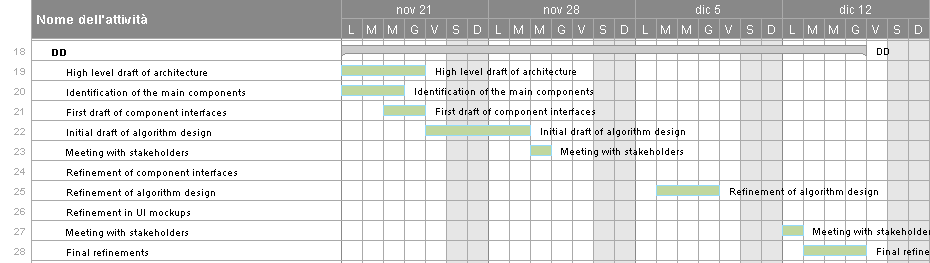 Nome dell'attività
nov 21 nov 28 dic 5 dic 12
L M M G V S D L M M G V S D L M M G V S D L M M G V S D
18 DD DD
19 High level draft of architecture High level draft of architecture
20 Identification of the main components Identification of the main components
21 First draft of component interfaces First draft of component interfaces
22 Initial draft of algorithm design Initial draft of algorithm design
23 Meeting with stakeholders Meeting with stakeholders
24 Refinement of component interfaces
25 Refinement of algorithm design Refinement of algorithm design
26 Refinement in UI mockups
27 Meeting with stakeholders Meeting with stakeholder
28 Final refinements Final refine